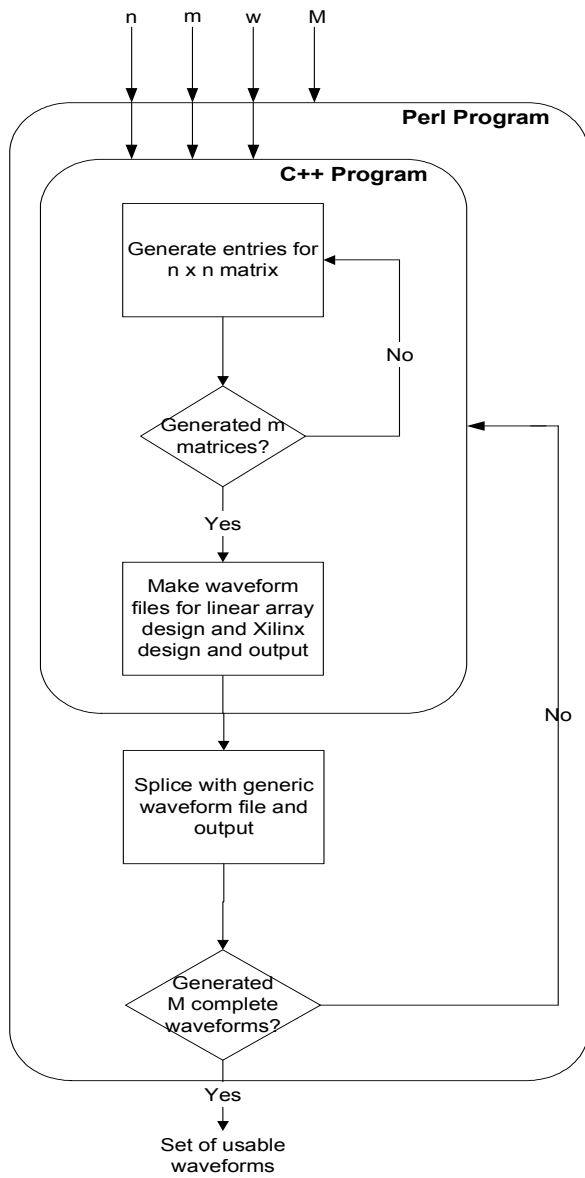 n m w M
Perl Program
C++ Program
Generate entries for
n x n matrix
No
Generated m
matrices?
Yes
Make waveform
files for linear array
design and Xilinx
design and output
No
Splice with generic
waveform file and
output
Generated
M complete
waveforms?
Yes
Set of usable
waveforms